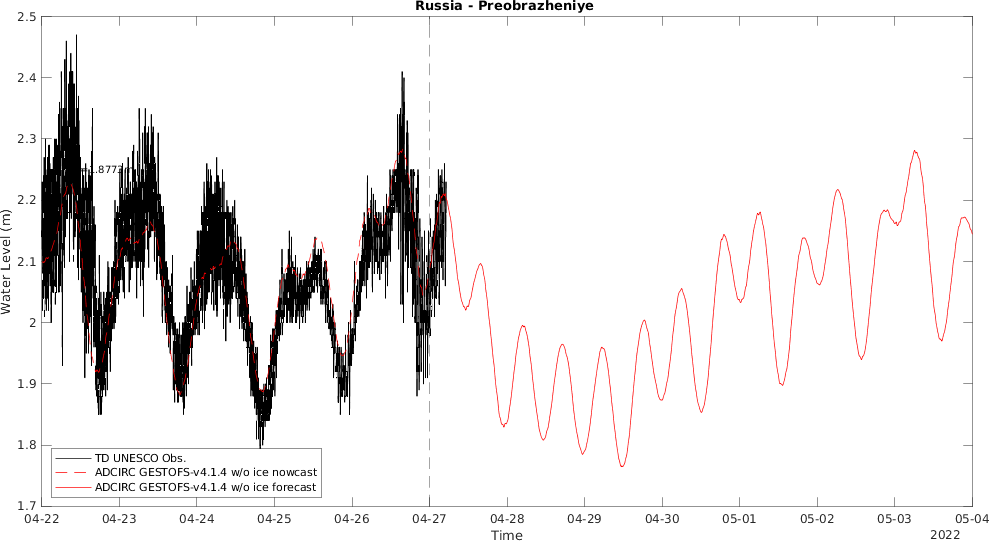 Russia - Preobrazheniye
2.5
2.4
2.3
2.2
2.1
2
1.9
1.8
1.7
Water Level (m)
TD UNESCO Obs.
ADCIRC GESTOFS-v4.1.4 w/o ice nowcast
ADCIRC GESTOFS-v4.1.4 w/o ice forecast
04-22 04-23 04-24 04-25 04-26 04-27 04-28 04-29 04-30 05-01 05-02 05-03 05-04
Time
2022